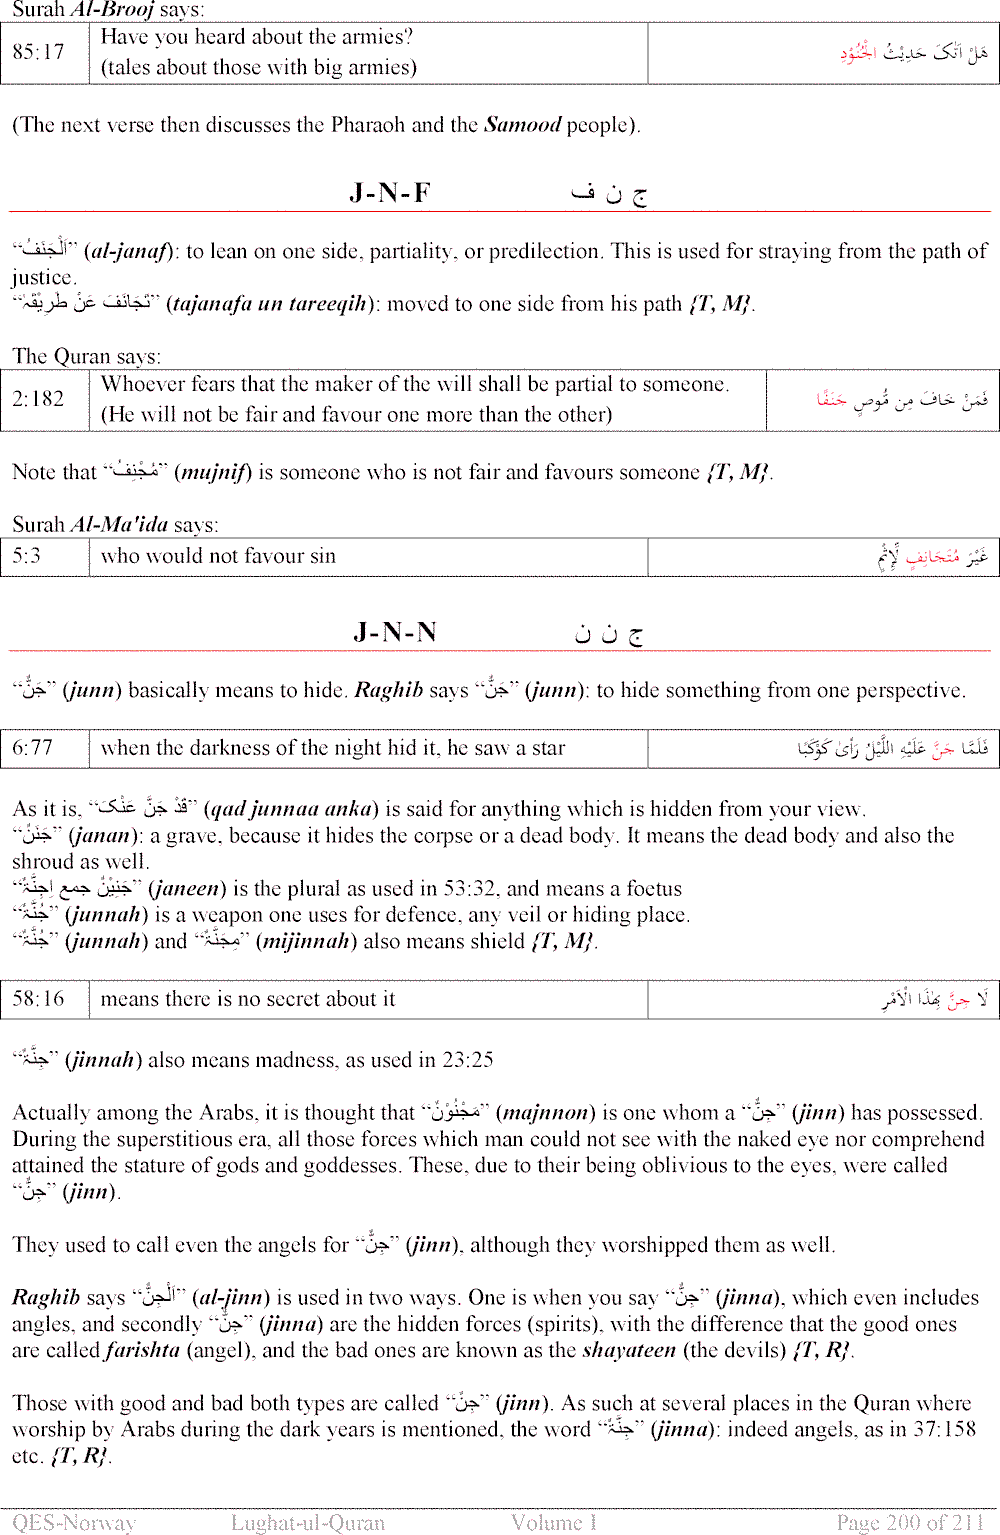 Surah Al-Brooj says:
85:17 Have you heard about the armies? هَلْ اَتٰکَ حَدِیْثُ الْجُنُوْدِ
(tales about those with big armies)
(The next verse then discusses the Pharaoh and the Samood people).
J-N-F ج ن ف
“اَلْجَنَفُ” (al-janaf): to lean on one side, partiality, or predilection. This is used for straying from the path of
justice.
“تَجَانَفَ عَنْ طَرِیْقِہٖ” (tajanafa un tareeqih): moved to one side from his path {T, M}.
The Quran says:
2:182 Whoever fears that the maker of the will shall be partial to someone. فَمَنْ خَافَ مِن مُّوصٍ جَنَفًا
(He will not be fair and favour one more than the other)
Note that “مُجْنِفٌ” (mujnif) is someone who is not fair and favours someone {T, M}.
Surah Al-Ma'ida says:
5:3 who would not favour sin غَیْرَ مُتَجَانِفٍ لِّإِثْمٍ
J-N-N ج ن ن
“جَنٌّ” (junn) basically means to hide. Raghib says “جَنٌّ” (junn): to hide something from one perspective.
6:77 when the darkness of the night hid it, he saw a star فَلَمَّا جَنَّ عَلَیْهِ اللَّیْلُ رَأیٰ کَوْکَبًا
As it is, “قَدْ جَنَّ عَنْکَ” (qad junnaa anka) is said for anything which is hidden from your view.
“جَنَنٌ” (janan): a grave, because it hides the corpse or a dead body. It means the dead body and also the
shroud as well.
“جَنِیْنٌ جمع اِجِنَّۃٌ” (janeen) is the plural as used in 53:32, and means a foetus
“جُنَّۃٌ” (junnah) is a weapon one uses for defence, any veil or hiding place.
“جُنَّۃٌ” (junnah) and “مِجَنَّۃٌ” (mijinnah) also means shield {T, M}.
58:16 means there is no secret about it لَا جِنَّ بِهٰذَا الْاَمْرِ
“جِنَّۃٌ” (jinnah) also means madness, as used in 23:25
Actually among the Arabs, it is thought that “مَجْنُوْنٌ” (majnnon) is one whom a “جِنٌّ” (jinn) has possessed.
During the superstitious era, all those forces which man could not see with the naked eye nor comprehend
attained the stature of gods and goddesses. These, due to their being oblivious to the eyes, were called
“جِنٌّ” (jinn).
They used to call even the angels for “جِنٌّ” (jinn), although they worshipped them as well.
Raghib says “اَلْجِنٌّ” (al-jinn) is used in two ways. One is when you say “جِنٌّ” (jinna), which even includes
angles, and secondly “جِنٌّ” (jinna) are the hidden forces (spirits), with the difference that the good ones
are called farishta (angel), and the bad ones are known as the shayateen (the devils) {T, R}.
Those with good and bad both types are called “جِنٌّ” (jinn). As such at several places in the Quran where
worship by Arabs during the dark years is mentioned, the word “جِنَّۃٌ” (jinna): indeed angels, as in 37:158
etc. {T, R}.
QES-Norway Lughat-ul-Quran Volume 1 Page 200 of 211